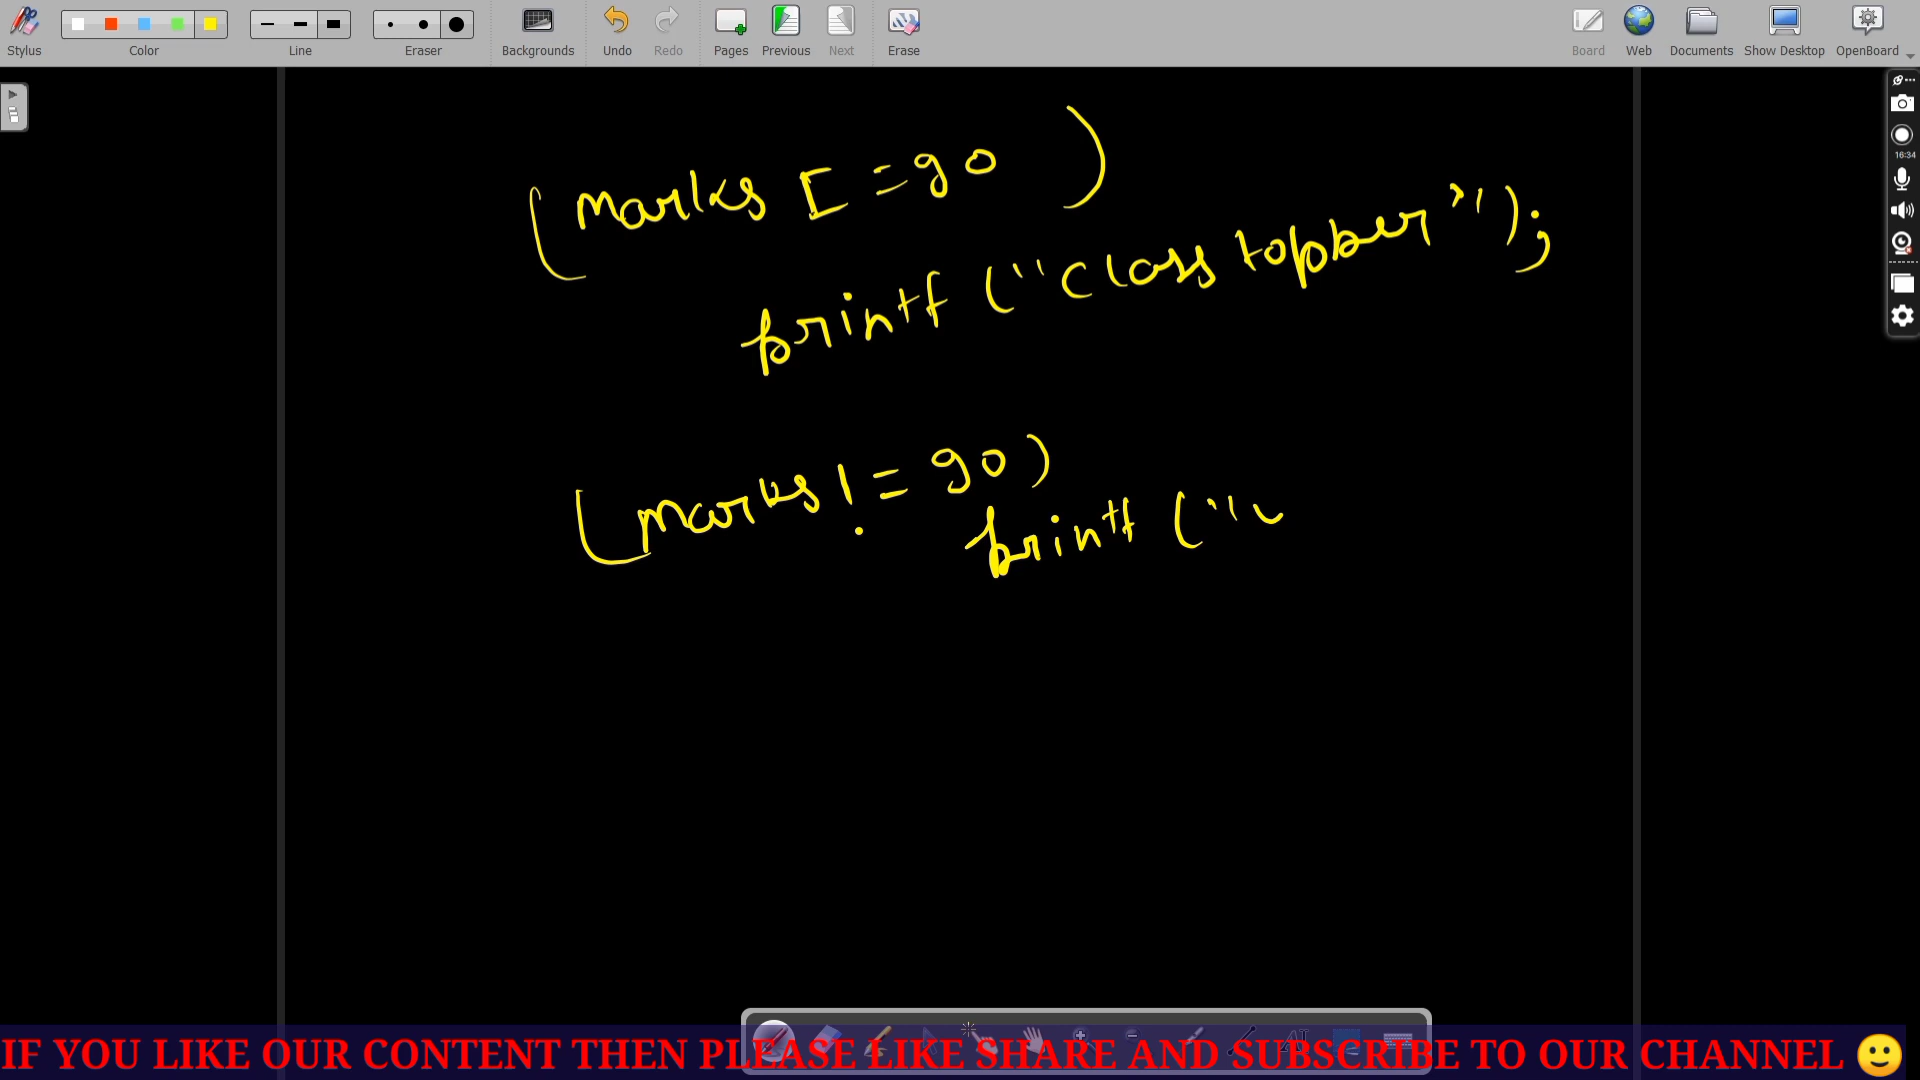 Stylus Color Line Eraser Backgrounds Undo Redo Pages Previous Next Erase Board Web Documents Show Desktop OpenBoard
16:34
(marks [ = 90 )
printf ("Class topper");
(marks != 90)
printf ("
IF YOU LIKE OUR CONTENT THEN PLEASE LIKE SHARE AND SUBSCRIBE TO OUR CHANNEL 🙂